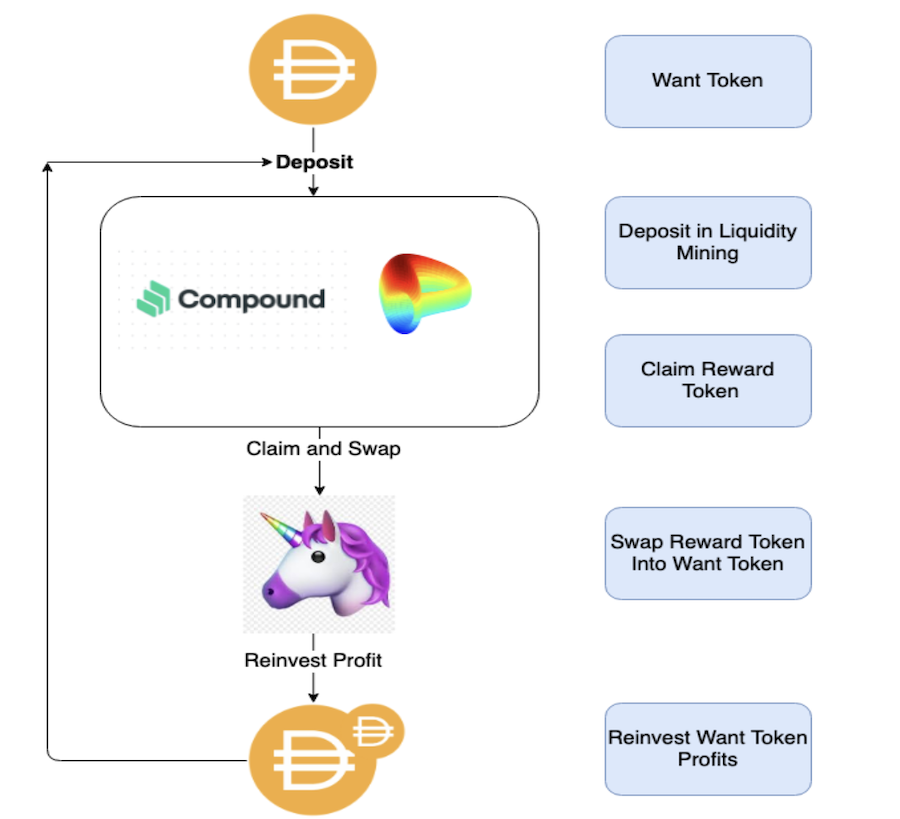 Want Token
Deposit
Deposit in Liquidity
Mining
Compound
Claim Reward
Token
Claim and Swap
Swap Reward Token
Into Want Token
Reinvest Profit
Reinvest Want Token
Profits